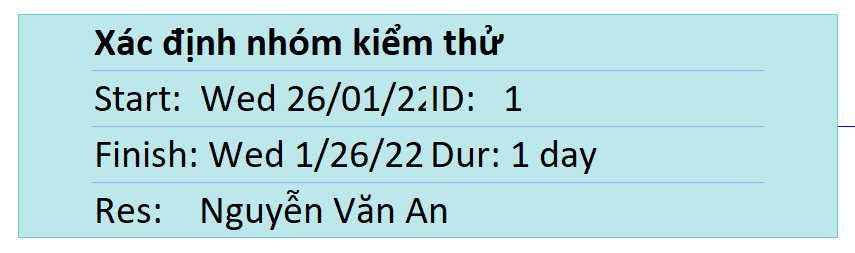 Xác định nhóm kiểm thử
Start: Wed 26/01/22 ID: 1
Finish: Wed 1/26/22 Dur: 1 day
Res: Nguyễn Văn An